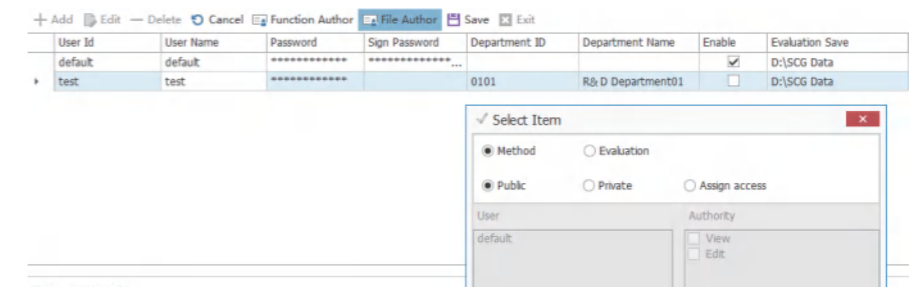 Add Edit Delete Cancel Function Author File Author Save Exit
User Id User Name Password Sign Password Department ID Department Name Enable Evaluation Save
default default ************ *************... D:\SCG Data
test test ************ 0101 R&D Department01 D:\SCG Data
Select Item
Method Evaluation
Public Private Assign access
User Authority
default View
Edit